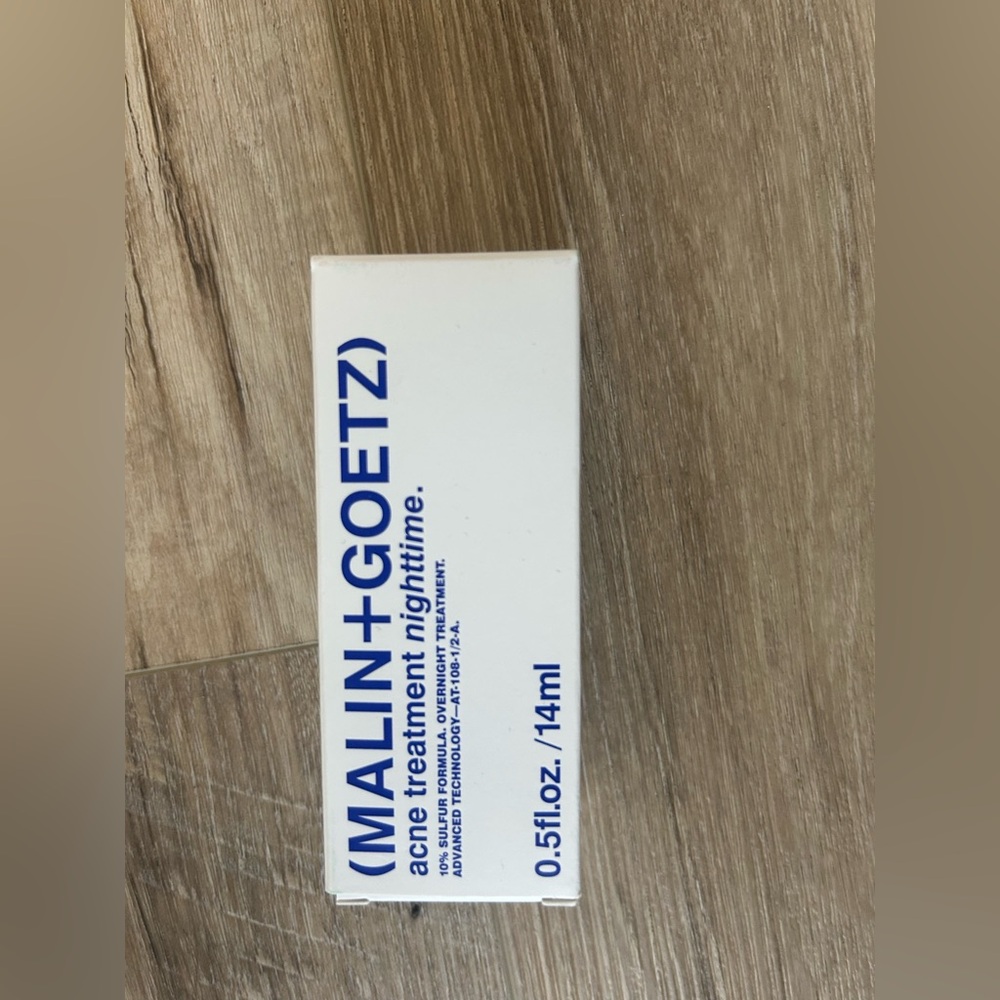 (MALIN+GOETZ)
acne treatment nighttime.
10% SULFUR FORMULA. OVERNIGHT TREATMENT.
ADVANCED TECHNOLOGY—AT-108-1/2-A.
0.5fl.oz. /14ml